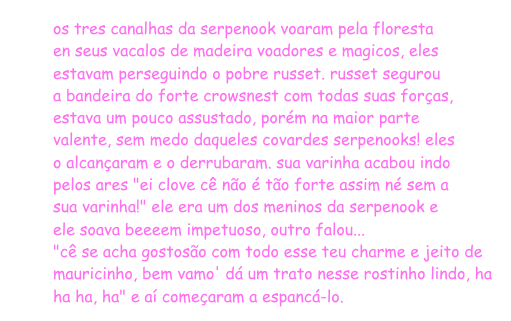 os tres canalhas da serpenook voaram pela floresta
en seus vacalos de madeira voadores e magicos, eles
estavam perseguindo o pobre russet. russet segurou
a bandeira do forte crowsnest com todas suas forças,
estava um pouco assustado, porém na maior parte
valente, sem medo daqueles covardes serpenooks! eles
o alcançaram e o derrubaram. sua varinha acabou indo
pelos ares "ei clove cê não é tão forte assim né sem a
sua varinha!" ele era um dos meninos da serpenook e
ele soava beeeem impetuoso, outro falou...
"cê se acha gostosão com todo esse teu charme e jeito de
mauricinho, bem vamo' dá um trato nesse rostinho lindo, ha
ha ha, ha" e aí começaram a espancá-lo.